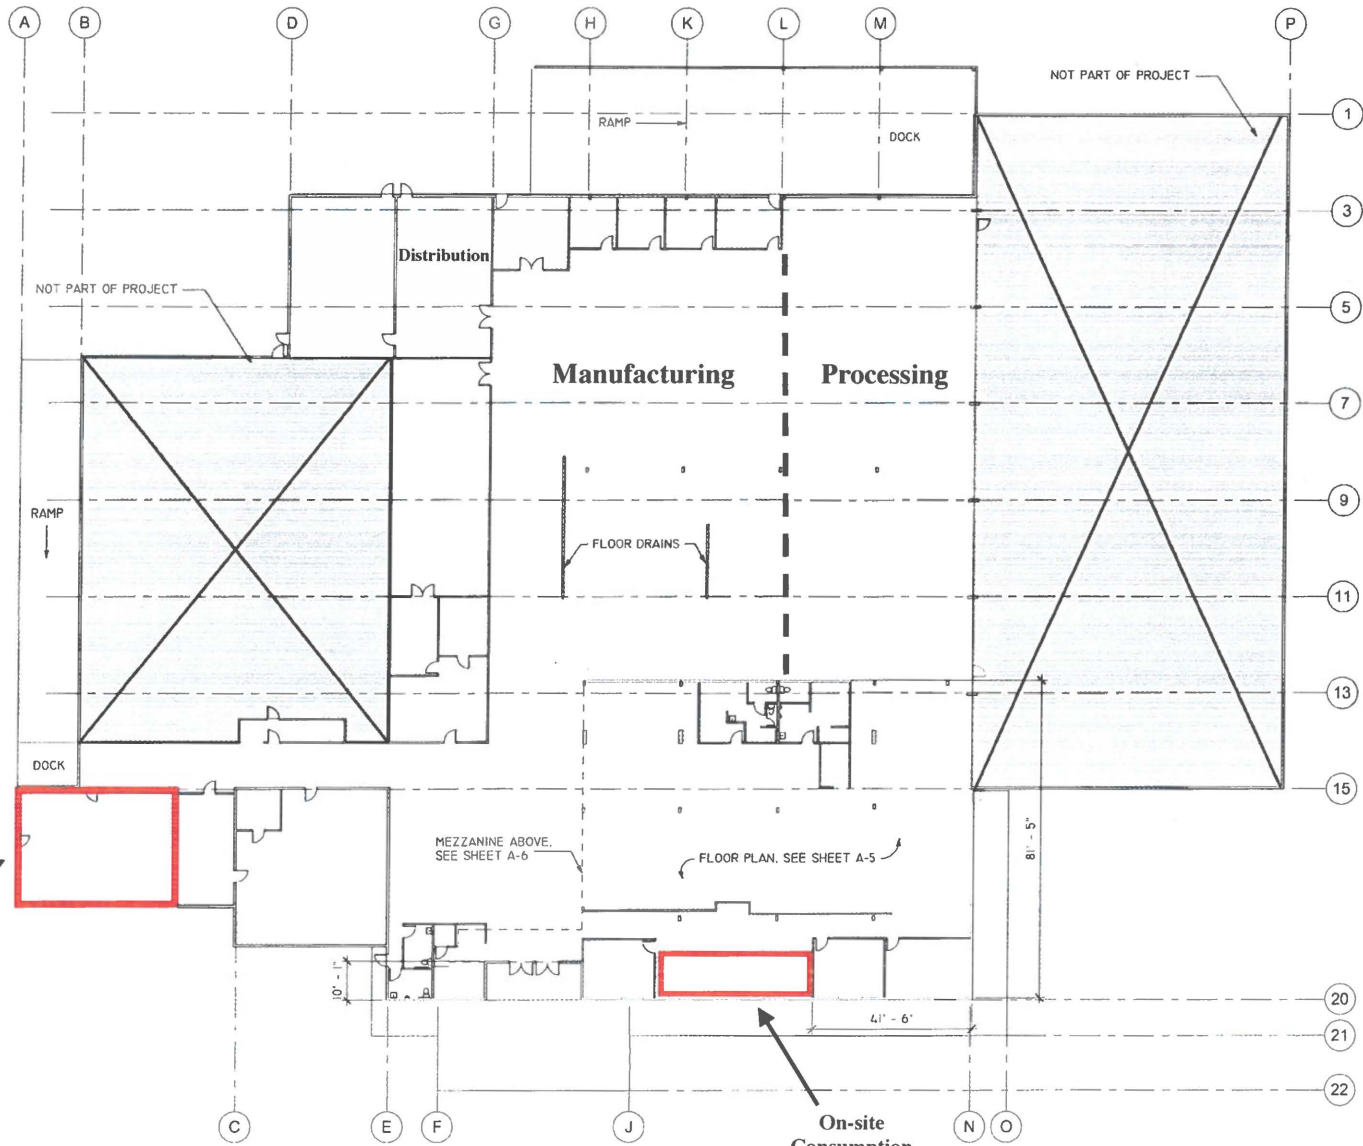 A
B
D
G
H
K
L
M
P
NOT PART OF PROJECT
1
RAMP
DOCK
3
Distribution
NOT PART OF PROJECT
5
Manufacturing
Processing
7
RAMP
9
FLOOR DRAINS
11
13
DOCK
15
MEZZANINE ABOVE,
SEE SHEET A-6
FLOOR PLAN, SEE SHEET A-5
81' - 5"
10' - 1"
20
41' - 6"
21
22
C
E
F
J
On-site
Consumption
N
O